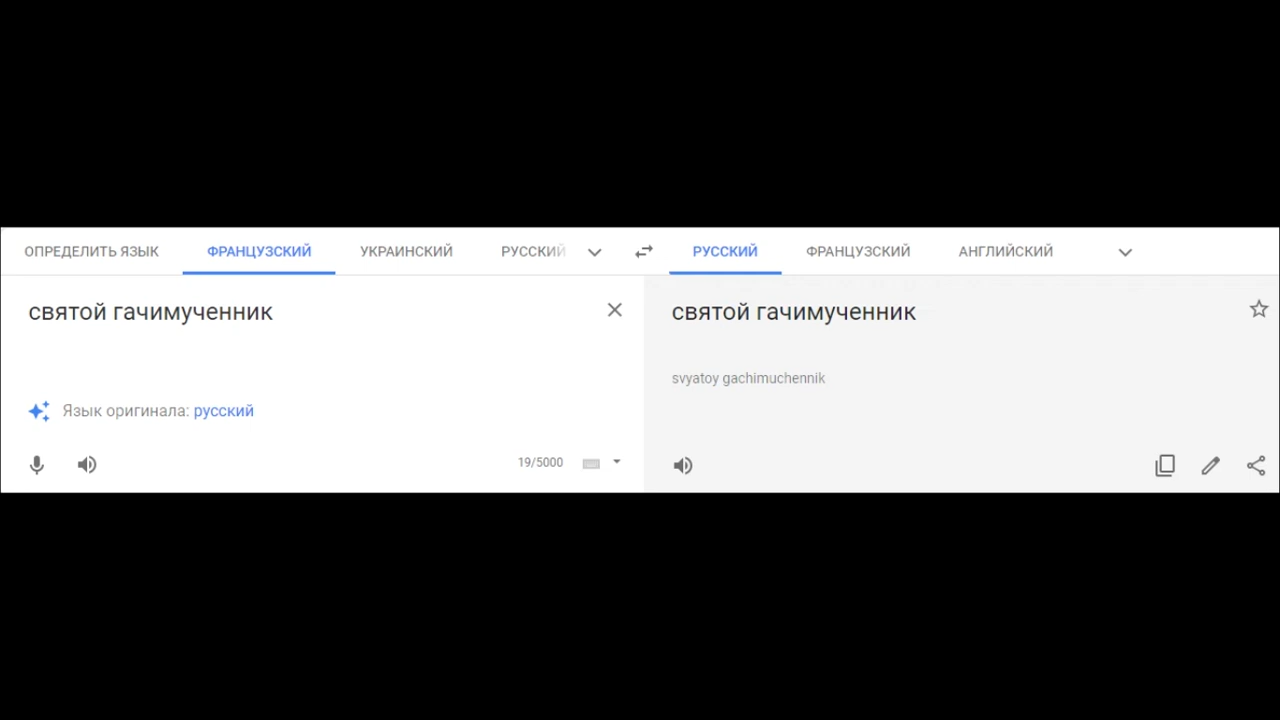 ОПРЕДЕЛИТЬ ЯЗЫК ФРАНЦУЗСКИЙ УКРАИНСКИЙ РУССКИЙ РУССКИЙ ФРАНЦУЗСКИЙ АНГЛИЙСКИЙ
святой гачимученник
святой гачимученник
svyatoy gachimuchennik
Язык оригинала: русский
19/5000